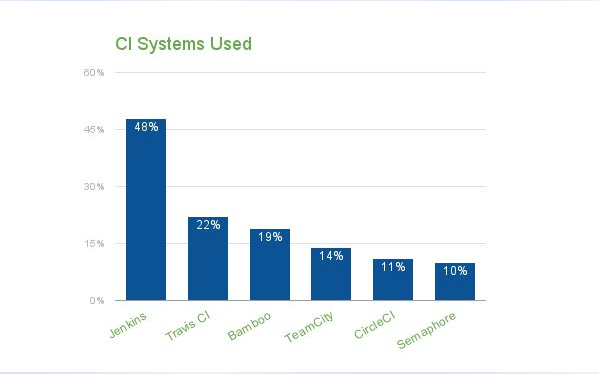 CI Systems Used
60%
45%
30%
15%
0%
48%
22%
19%
14%
11%
10%
Jenkins
Travis CI
Bamboo
TeamCity
CircleCI
Semaphore